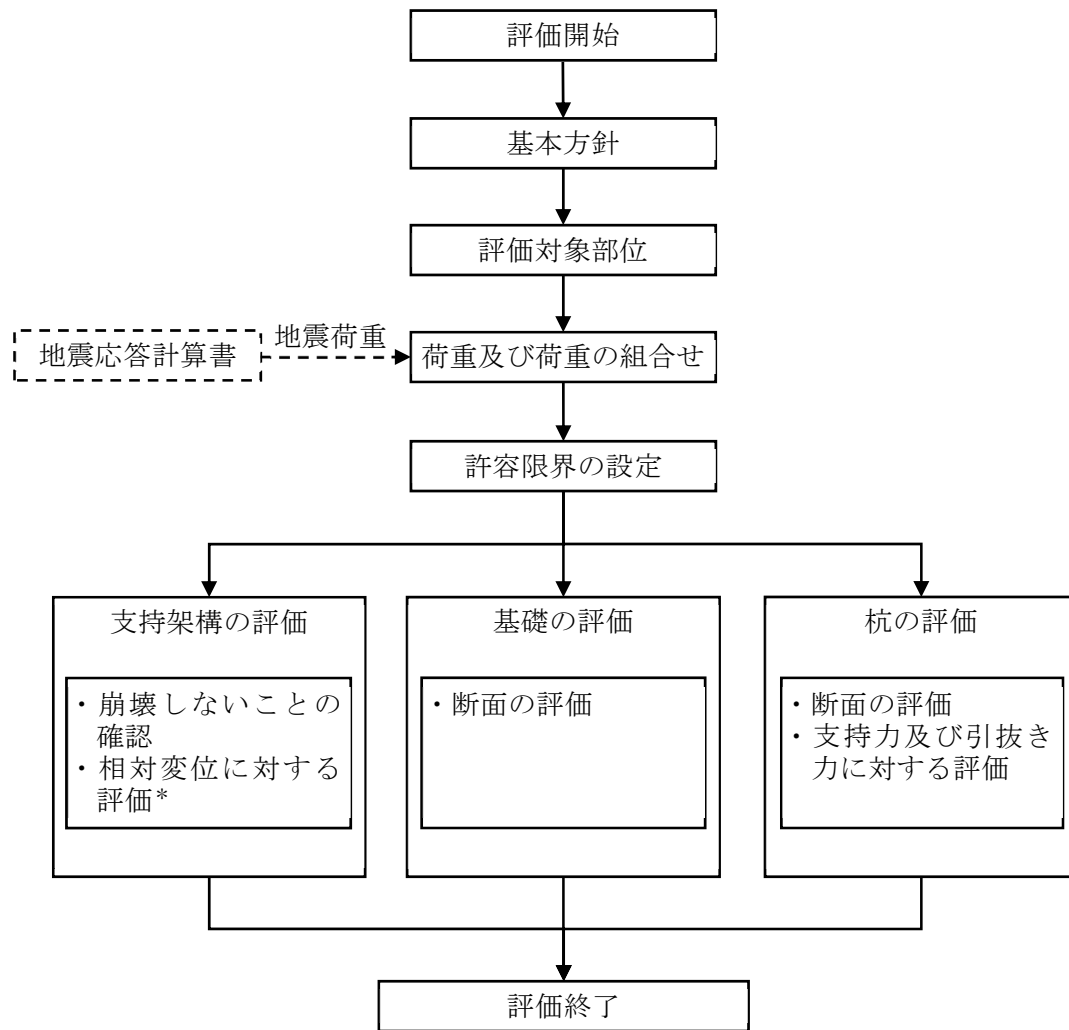 評価開始
基本方針
評価対象部位
地震荷重
地震応答計算書
荷重及び荷重の組合せ
許容限界の設定
支持架構の評価
・崩壊しないことの
確認
・相対変位に対する
評価*
基礎の評価
・断面の評価
杭の評価
・断面の評価
・支持力及び引抜き
力に対する評価
評価終了